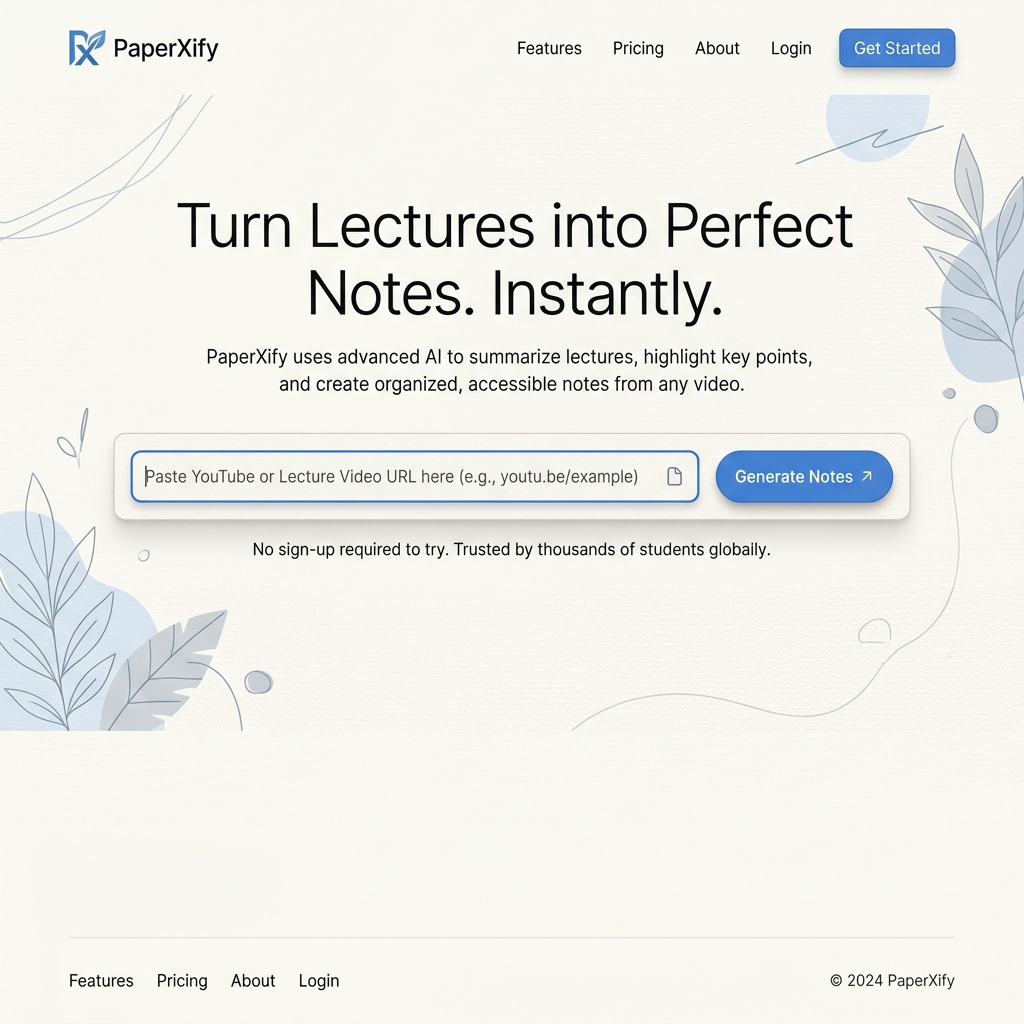 PaperXify
Features Pricing About Login Get Started
Turn Lectures into Perfect
Notes. Instantly.
PaperXify uses advanced AI to summarize lectures, highlight key points,
and create organized, accessible notes from any video.
Paste YouTube or Lecture Video URL here (e.g., youtu.be/example)
Generate Notes ↗
No sign-up required to try. Trusted by thousands of students globally.
Features Pricing About Login
© 2024 PaperXify